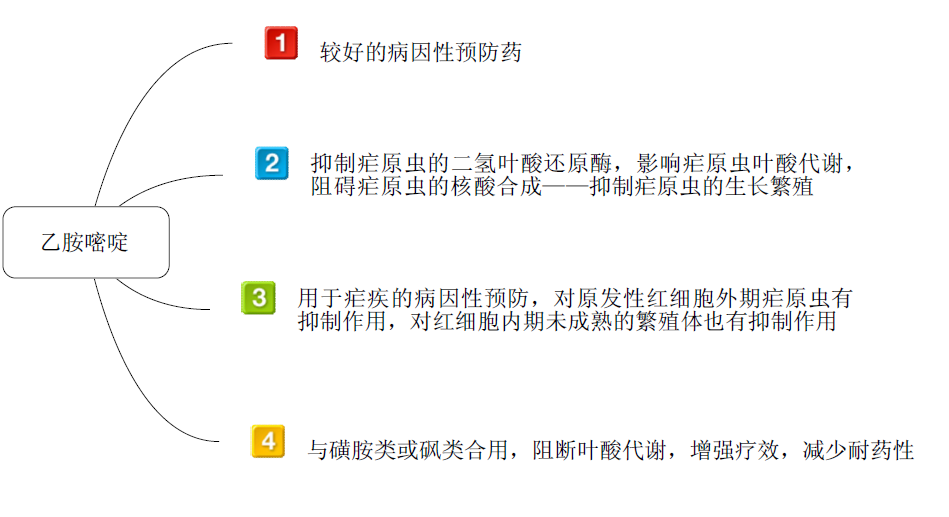 1
较好的病因性预防药
2
抑制疟原虫的二氢叶酸还原酶，影响疟原虫叶酸代谢，
阻碍疟原虫的核酸合成——抑制疟原虫的生长繁殖
乙胺嘧啶
3
用于疟疾的病因性预防，对原发性红细胞外期疟原虫有
抑制作用，对红细胞内期未成熟的繁殖体也有抑制作用
4
与磺胺类或砜类合用，阻断叶酸代谢，增强疗效，减少耐药性